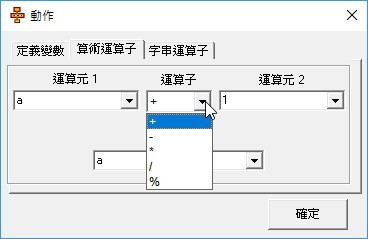 動作
定義變數 算術運算子 字串運算子
運算元 1 運算子 運算元 2
a + 1
+
-
*
a /
%
確定